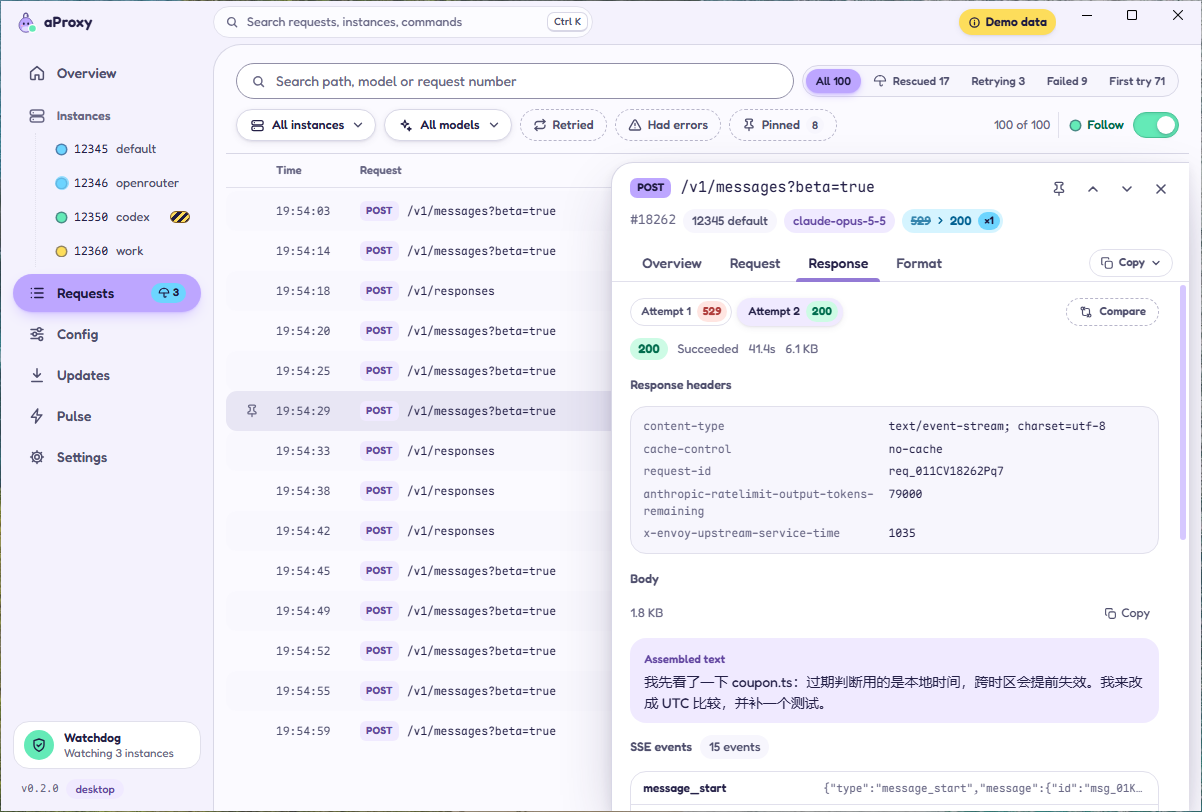 aProxy
Search requests, instances, commands
Ctrl K
Demo data
Overview
Instances
12345 default
12346 openrouter
12350 codex
12360 work
Requests
3
Config
Updates
Pulse
Settings
Watchdog
Watching 3 instances
v0.2.0 desktop
Search path, model or request number
All 100
Rescued 17
Retrying 3
Failed 9
First try 71
All instances
All models
Retried
Had errors
Pinned 8
100 of 100
Follow
Time Request
19:54:03 POST /v1/messages?beta=true
19:54:14 POST /v1/messages?beta=true
19:54:18 POST /v1/responses
19:54:20 POST /v1/messages?beta=true
19:54:25 POST /v1/messages?beta=true
19:54:29 POST /v1/messages?beta=true
19:54:33 POST /v1/responses
19:54:38 POST /v1/responses
19:54:42 POST /v1/responses
19:54:45 POST /v1/messages?beta=true
19:54:49 POST /v1/messages?beta=true
19:54:52 POST /v1/messages?beta=true
19:54:55 POST /v1/messages?beta=true
19:54:59 POST /v1/messages?beta=true
POST /v1/messages?beta=true
#18262 12345 default claude-opus-5-5 529 > 200 x1
Overview Request Response Format
Copy
Attempt 1 529 Attempt 2 200
Compare
200 Succeeded 41.4s 6.1 KB
Response headers
content-type text/event-stream; charset=utf-8
cache-control no-cache
request-id req_011CV18262Pq7
anthropic-ratelimit-output-tokens- 79000
remaining
x-envoy-upstream-service-time 1035
Body
1.8 KB
Copy
Assembled text
我先看了一下 coupon.ts：过期判断用的是本地时间，跨时区会提前失效。我来改
成 UTC 比较，并补一个测试。
SSE events 15 events
message_start {"type":"message_start","message":{"id":"msg_01K…